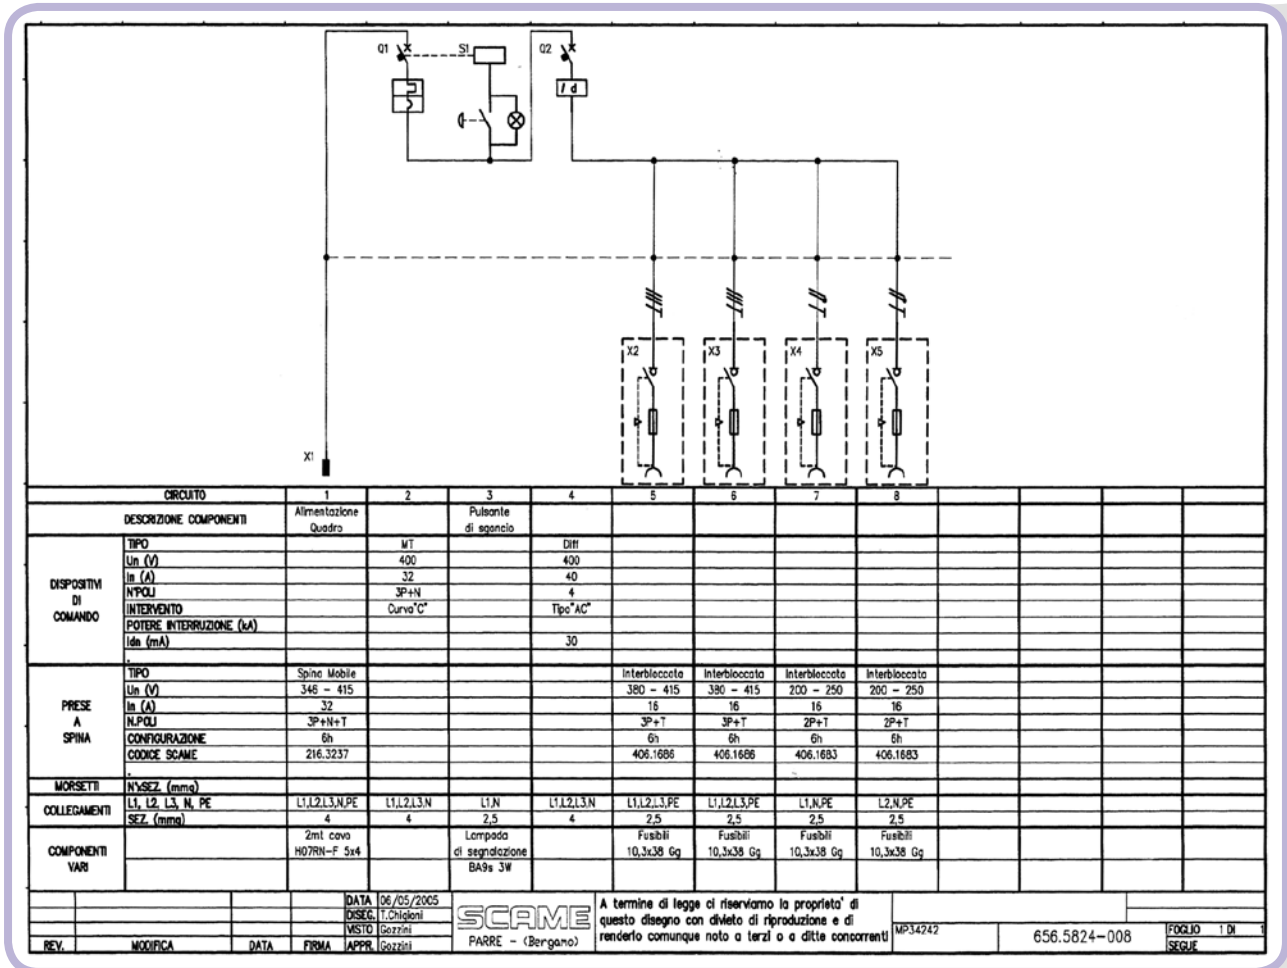 Q1
S1
Q2
I d
X1
X2
X3
X4
X5
CIRCUITO 1 2 3 4 5 6 7 8
DESCRIZIONE COMPONENTI Alimentazione Quadro Pulsante di sgancio
DISPOSITIVI DI COMANDO
TIPO MT Diff
Un (V) 400 400
In (A) 32 40
N°POLI 3P+N 4
INTERVENTO Curva"C" Tipo"AC"
POTERE INTERRUZIONE (kA)
Idn (mA) 30
PRESE A SPINA
TIPO Spina Mobile Interbloccata Interbloccata Interbloccata Interbloccata
Un (V) 346 - 415 380 - 415 380 - 415 200 - 250 200 - 250
In (A) 32 16 16 16 16
N.POLI 3P+N+T 3P+T 3P+T 2P+T 2P+T
CONFIGURAZIONE 6h 6h 6h 6h 6h
CODICE SCAME 216.3237 406.1686 406.1686 406.1683 406.1683
MORSETTI N°xSEZ. (mmq)
COLLEGAMENTI
L1, L2, L3, N, PE L1,L2,L3,N,PE L1,L2,L3,N L1,N L1,L2,L3,N L1,L2,L3,PE L1,L2,L3,PE L1,N,PE L2,N,PE
SEZ. (mmq) 4 4 2,5 4 2,5 2,5 2,5 2,5
COMPONENTI VARI
2mt cavo Lampada Fusibili Fusibili Fusibili Fusibili
H07RN-F 5x4 di segnalazione 10,3x38 Gg 10,3x38 Gg 10,3x38 Gg 10,3x38 Gg
BA9s 3W
DATA 06/05/2005
DISEG. T.Chigioni
VISTO Gozzini
REV. MODIFICA DATA FIRMA APPR. Gozzini
SCAME
PARRE - (Bergamo)
A termine di legge ci riserviamo la proprieta' di
questo disegno con divieto di riproduzione e di
renderlo comunque noto a terzi o a ditte concorrenti
MP34242
656.5824-008
FOGLIO 1 DI 1
SEGUE